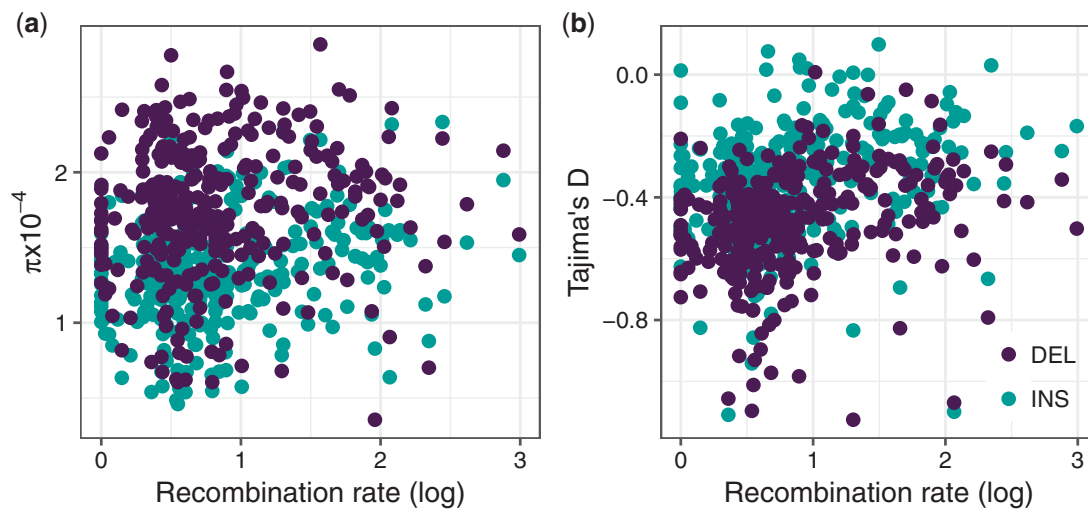 (a)
πx10⁻⁴
2
1
0 1 2 3
Recombination rate (log)
(b)
Tajima's D
0.0
−0.4
−0.8
0 1 2 3
Recombination rate (log)
DEL
INS